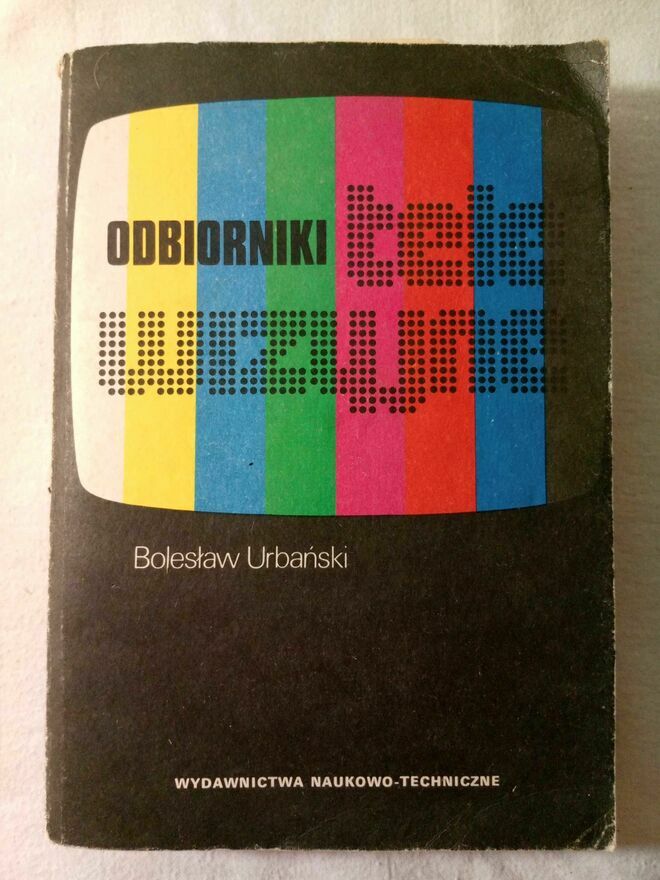 ODBIORNIKI tele
wizyjne
Bolesław Urbański
WYDAWNICTWA NAUKOWO-TECHNICZNE